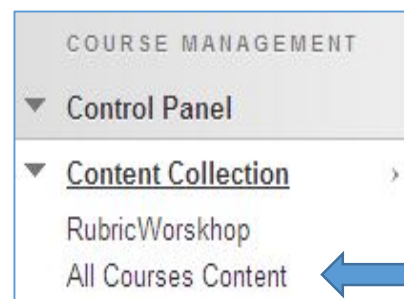 COURSE MANAGEMENT
Control Panel
Content Collection
RubricWorskhop
All Courses Content